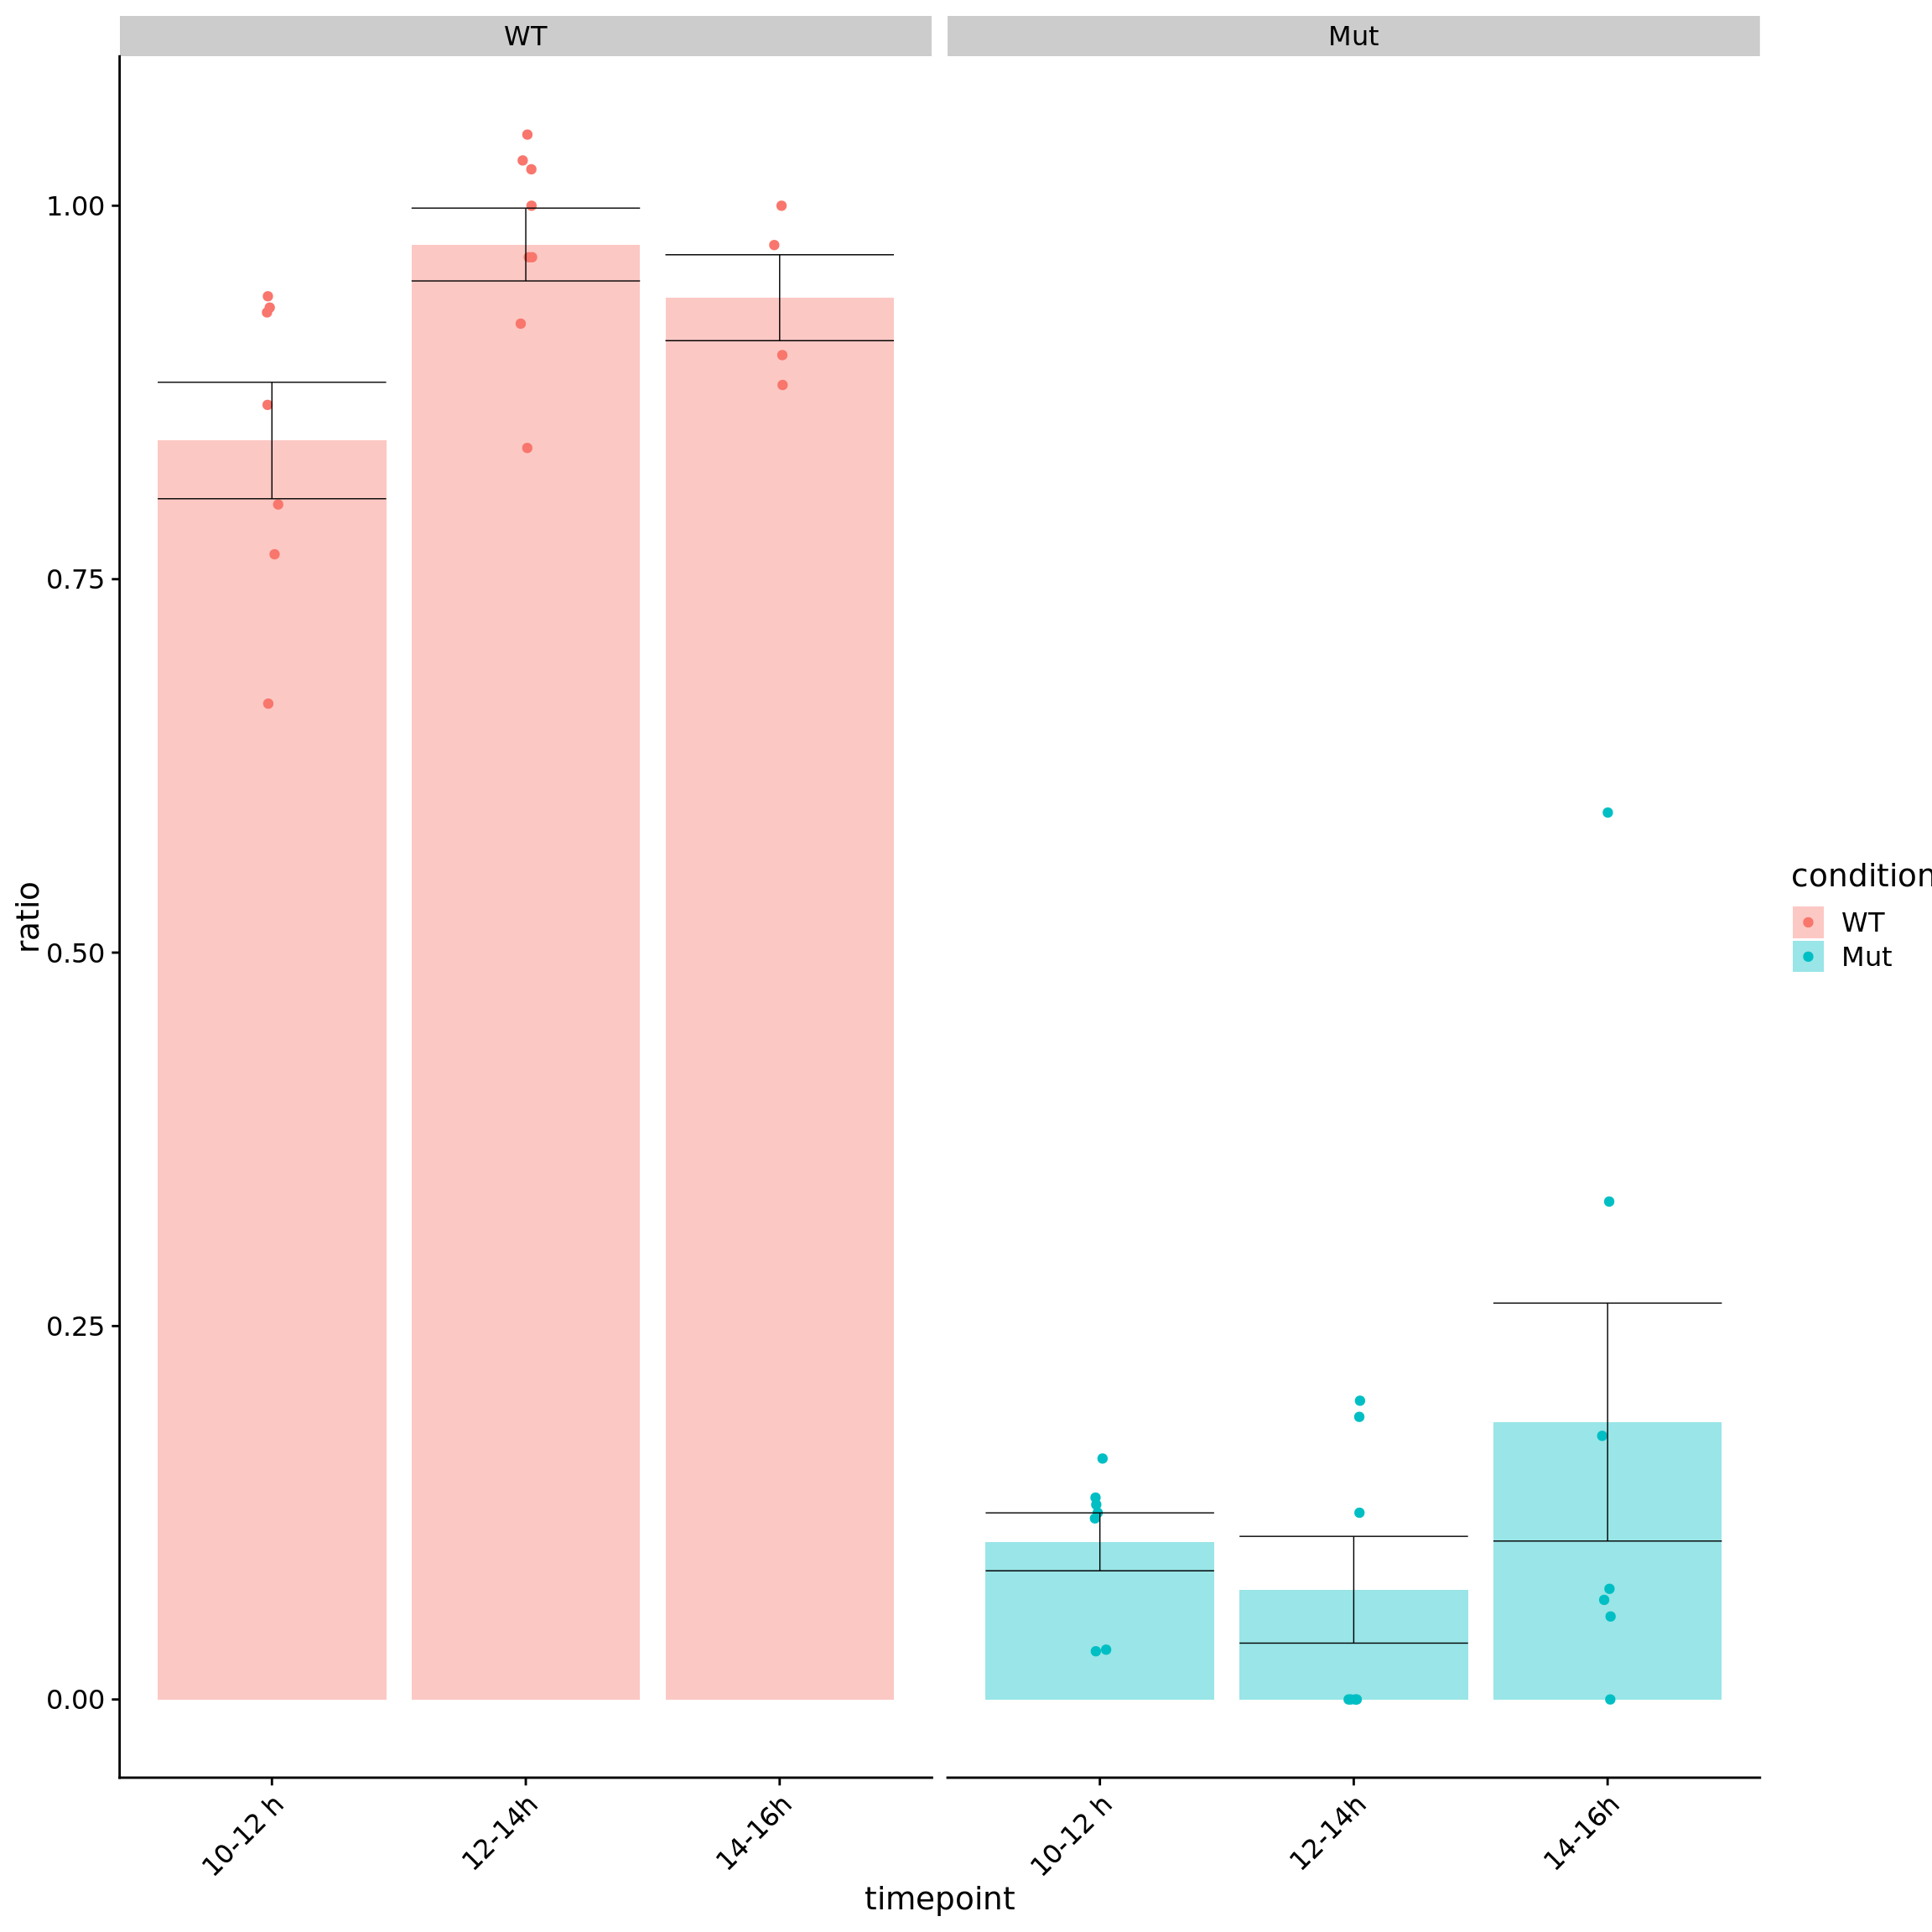 WT
Mut
ratio
1.00
0.75
0.50
0.25
0.00
10-12 h
12-14h
14-16h
10-12 h
12-14h
14-16h
timepoint
condition
WT
Mut